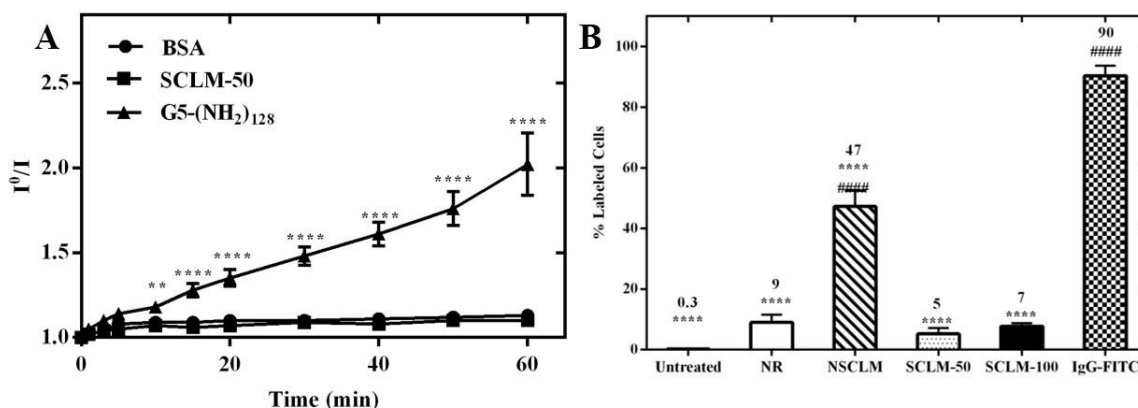 A
BSA
SCLM-50
G5-(NH2)128
2.5
2.0
1.5
1.0
I0/I
**
****
****
****
****
****
****
0
20
40
60
Time (min)
B
100
80
60
40
20
0
% Labeled Cells
0.3
****
9
****
47
****
####
5
****
7
****
90
####
Untreated
NR
NSCLM
SCLM-50
SCLM-100
IgG-FITC